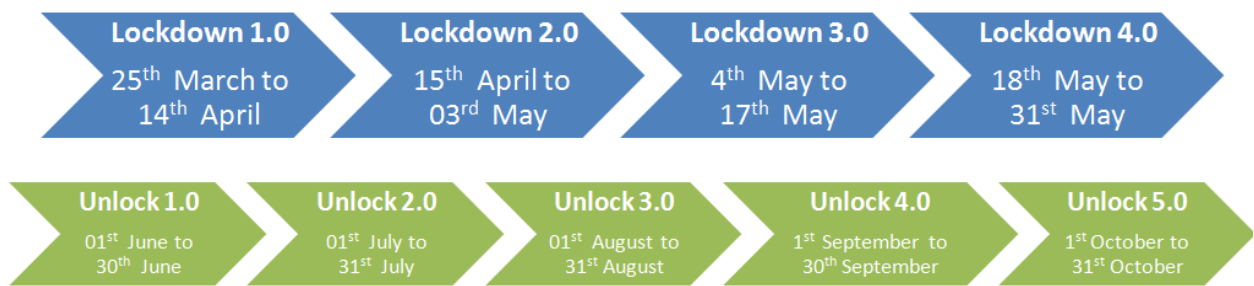 Lockdown 1.0
25th March to
14th April
Lockdown 2.0
15th April to
03rd May
Lockdown 3.0
4th May to
17th May
Lockdown 4.0
18th May to
31st May
Unlock 1.0
01st June to
30th June
Unlock 2.0
01st July to
31st July
Unlock 3.0
01st August to
31st August
Unlock 4.0
1st September to
30th September
Unlock 5.0
1st October to
31st October